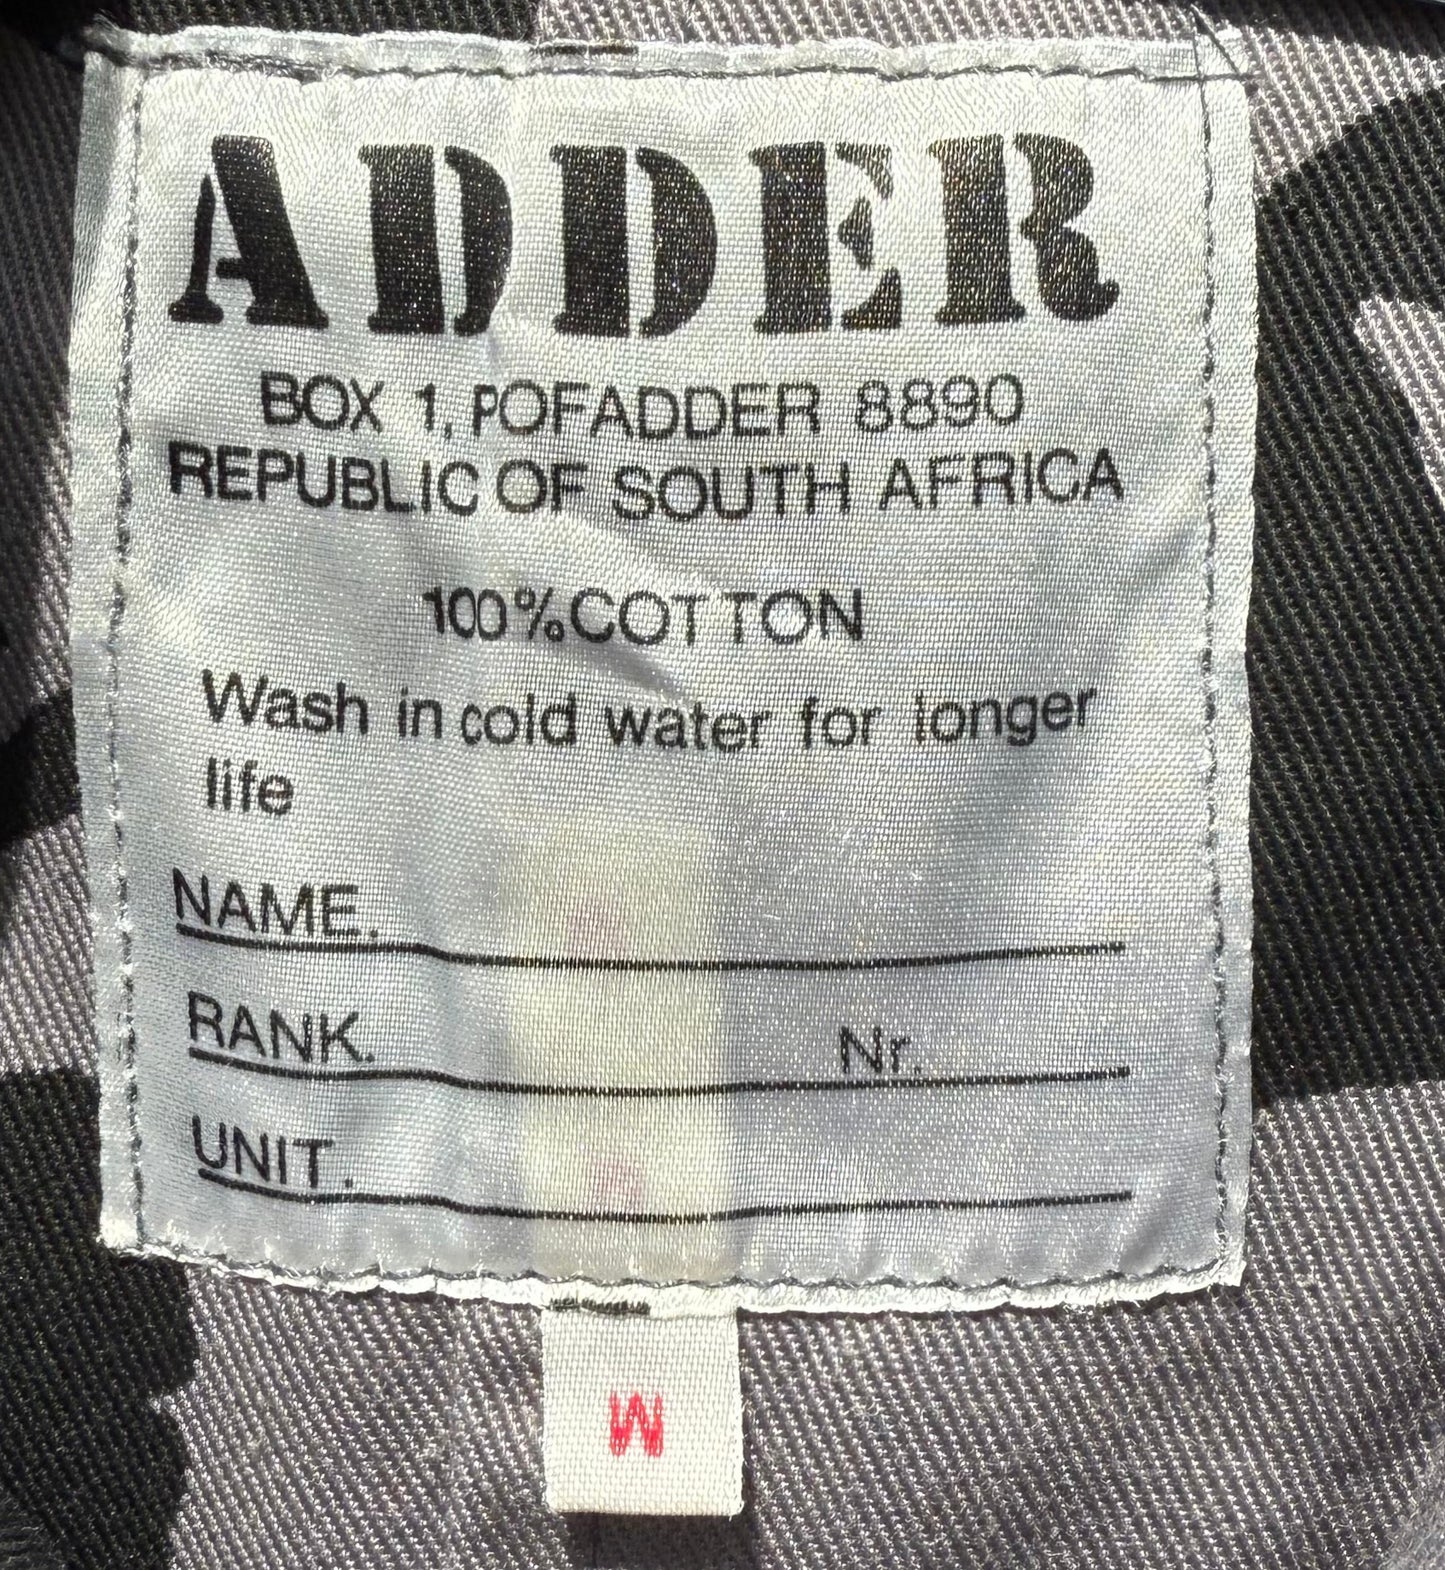 ADDER
BOX 1, POFADDER 8890
REPUBLIC OF SOUTH AFRICA
100% COTTON
Wash in cold water for longer
life
NAME.
RANK. Nr.
UNIT.
M